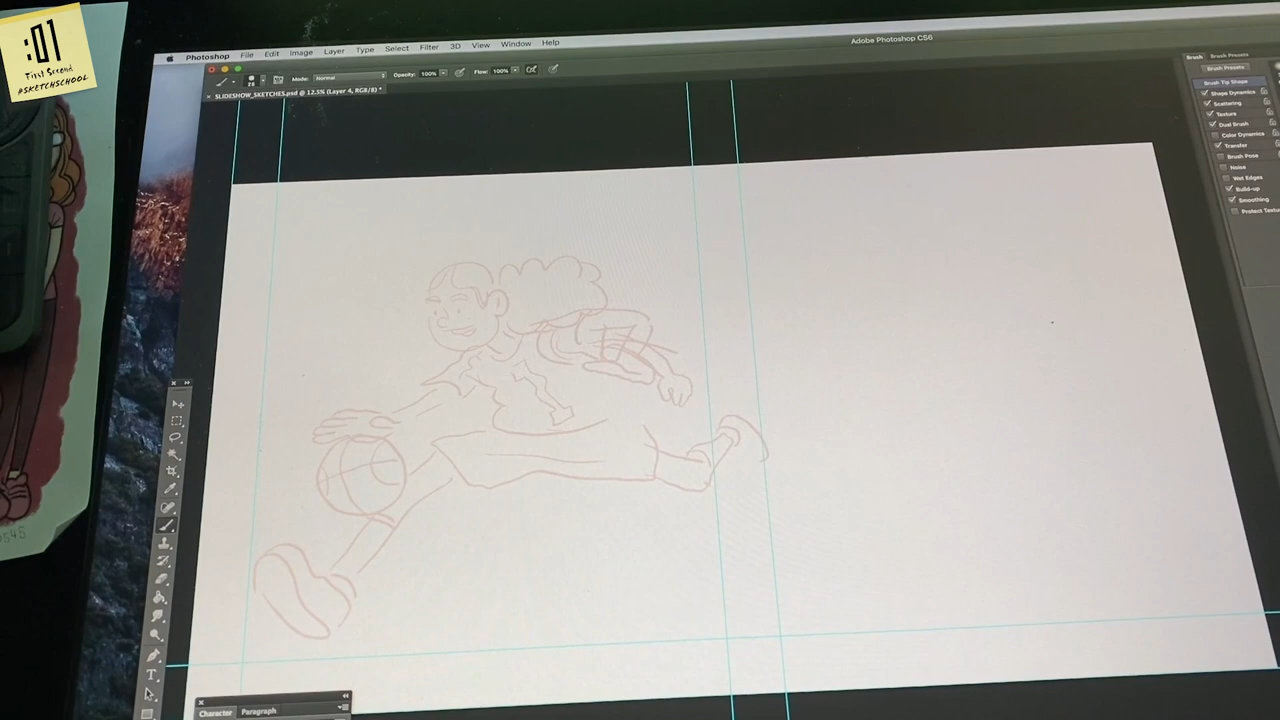 :01
First Second
#SKETCHSCHOOL
Photoshop File Edit Image Layer Type Select Filter 3D View Window Help
Adobe Photoshop CS6
Mode: Normal Opacity: 100% Flow: 100%
× SLIDESHOW_SKETCHES.psd @ 12.5% (Layer 4, RGB/8) *
Brush Brush Presets
Brush Presets
Brush Tip Shape
Shape Dynamics
Scattering
Texture
Dual Brush
Color Dynamics
Transfer
Brush Pose
Noise
Wet Edges
Build-up
Smoothing
Protect
T
Character Paragraph